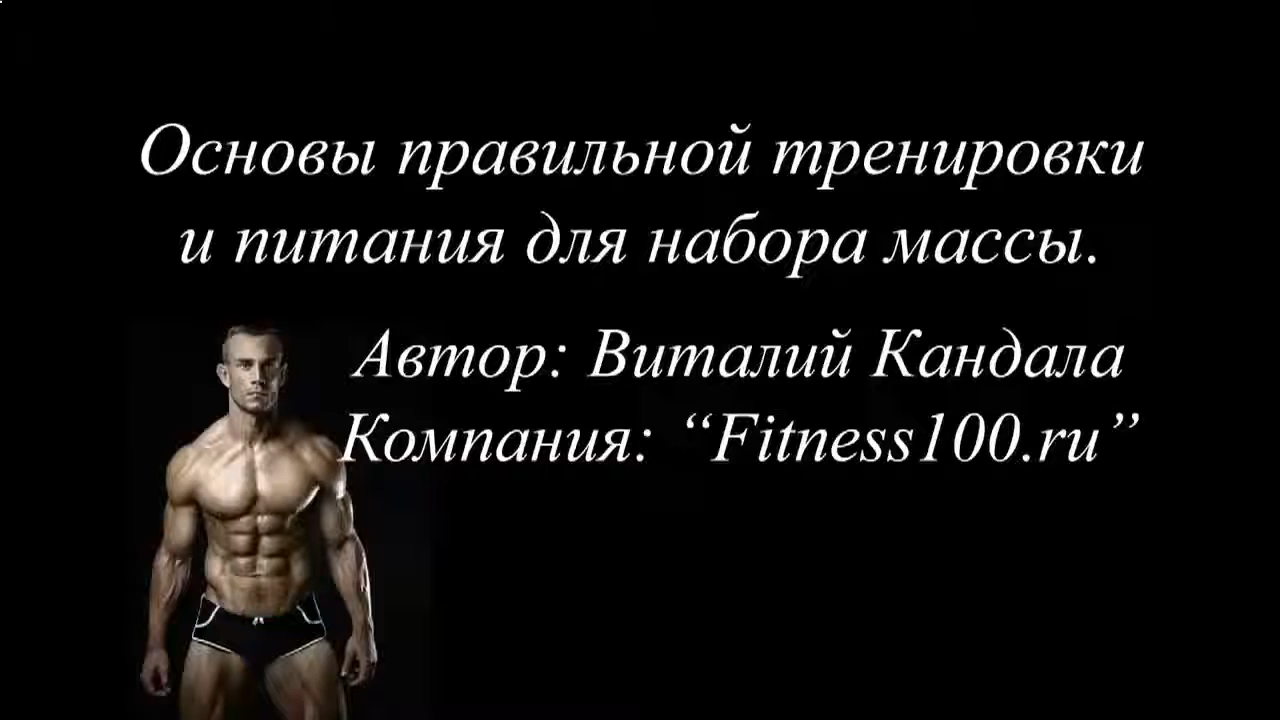 Основы правильной тренировки
и питания для набора массы.
Автор: Виталий Кандала
Компания: “Fitness100.ru”